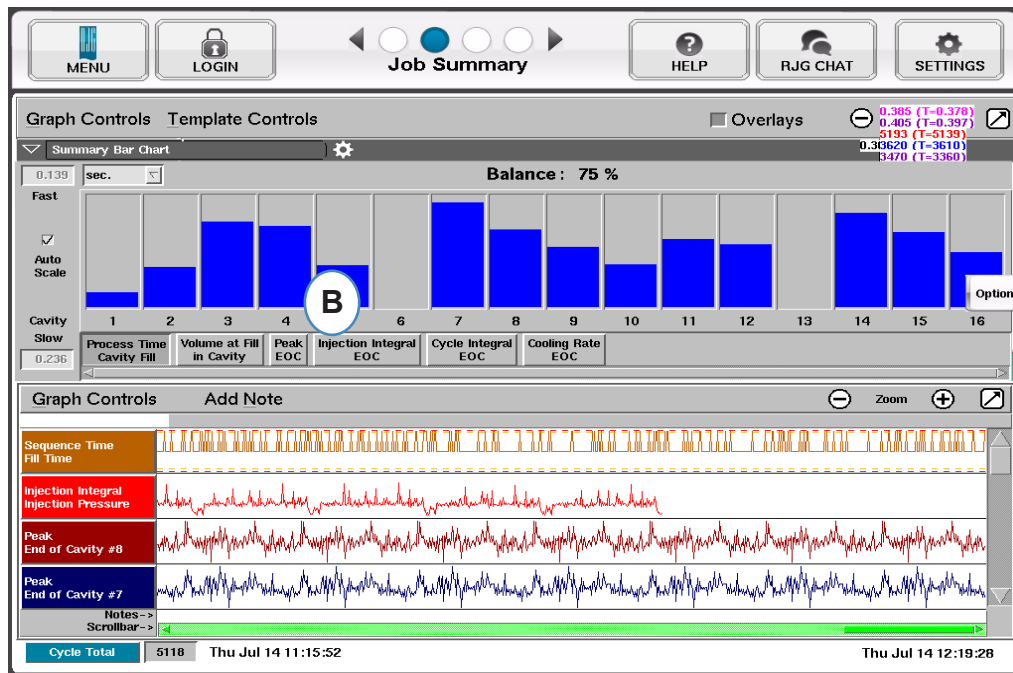 MENU
LOGIN
Job Summary
HELP
RJG CHAT
SETTINGS
Graph Controls Template Controls
Overlays
0.385 (T=0.378)
0.405 (T=0.397)
5193 (T=5139)
3620 (T=3610)
3470 (T=3360)
Summary Bar Chart
0.139 sec. Balance: 75 %
Fast
Auto
Scale
B
Option
Cavity 1 2 3 4 6 7 8 9 10 11 12 13 14 15 16
Slow
0.236
Process Time
Cavity Fill
Volume at Fill
in Cavity
Peak
EOC
Injection Integral
EOC
Cycle Integral
EOC
Cooling Rate
EOC
Graph Controls Add Note Zoom
Sequence Time
Fill Time
Injection Integral
Injection Pressure
Peak
End of Cavity #8
Peak
End of Cavity #7
Notes->
Scrollbar->
Cycle Total 5118 Thu Jul 14 11:15:52 Thu Jul 14 12:19:28